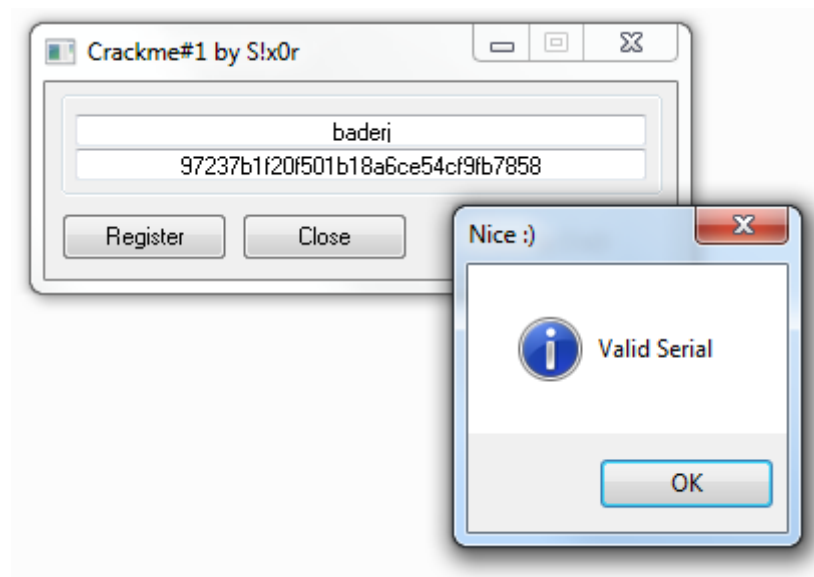 Crackme#1 by S!x0r
baderj
97237b1f20f501b18a6ce54cf9fb7858
Register
Close
Nice :)
Valid Serial
OK